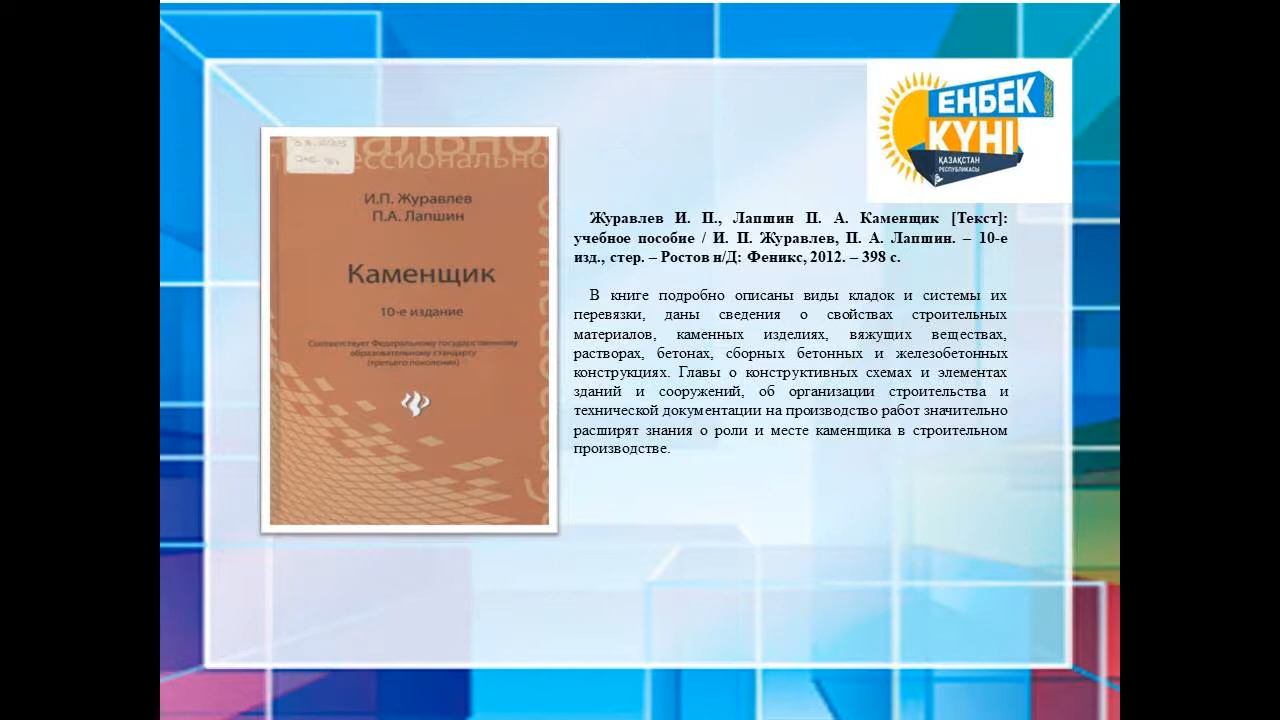 ЕҢБЕК
КҮНІ
ҚАЗАҚСТАН
РЕСПУБЛИКАСЫ
И.П. Журавлев
П.А. Лапшин
Каменщик
10-е издание
Соответствует Федеральному государственному
образовательному стандарту
(третьего поколения)
Журавлев И. П., Лапшин П. А. Каменщик [Текст]:
учебное пособие / И. П. Журавлев, П. А. Лапшин. – 10-е
изд., стер. – Ростов н/Д: Феникс, 2012. – 398 с.
В книге подробно описаны виды кладок и системы их
перевязки, даны сведения о свойствах строительных
материалов, каменных изделиях, вяжущих веществах,
растворах, бетонах, сборных бетонных и железобетонных
конструкциях. Главы о конструктивных схемах и элементах
зданий и сооружений, об организации строительства и
технической документации на производство работ значительно
расширят знания о роли и месте каменщика в строительном
производстве.